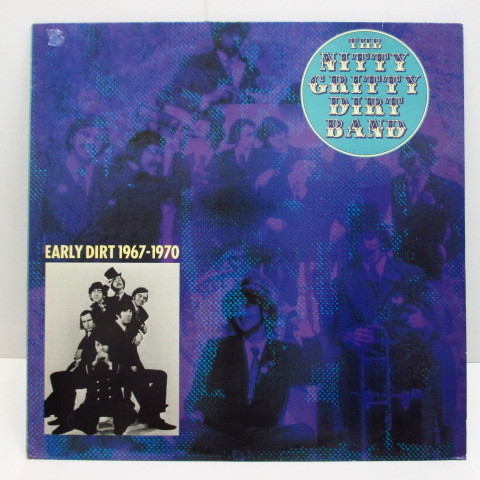 THE
NITTY
GRITTY
DIRT
BAND
EARLY DIRT 1967-1970